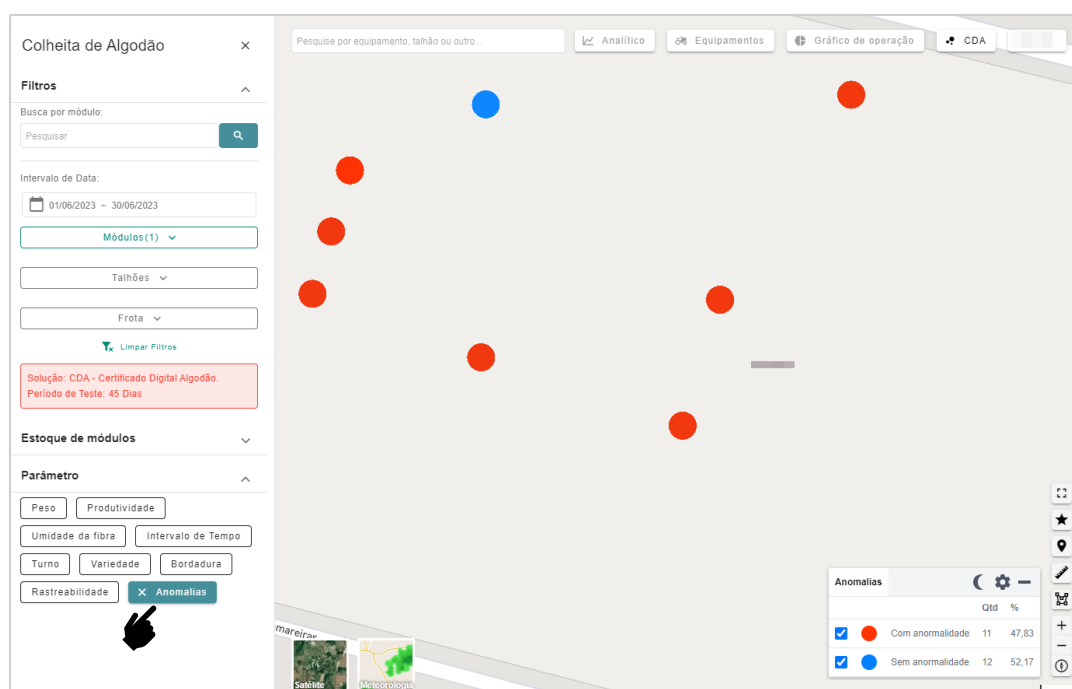 Colheita de Algodão
Pesquise por equipamento, talhão ou outro...
Analítico
Equipamentos
Gráfico de operação
CDA
Filtros
Busca por módulo:
Pesquisar
Intervalo de Data:
01/06/2023 ~ 30/06/2023
Módulos(1)
Talhões
Frota
Limpar Filtros
Solução: CDA - Certificado Digital Algodão.
Período de Teste: 45 Dias
Estoque de módulos
Parâmetro
Peso
Produtividade
Umidade da fibra
Intervalo de Tempo
Turno
Variedade
Bordadura
Rastreabilidade
Anomalias
Satélite
Meteorologia
Anomalias
Qtd %
Com anormalidade 11 47,83
Sem anormalidade 12 52,17